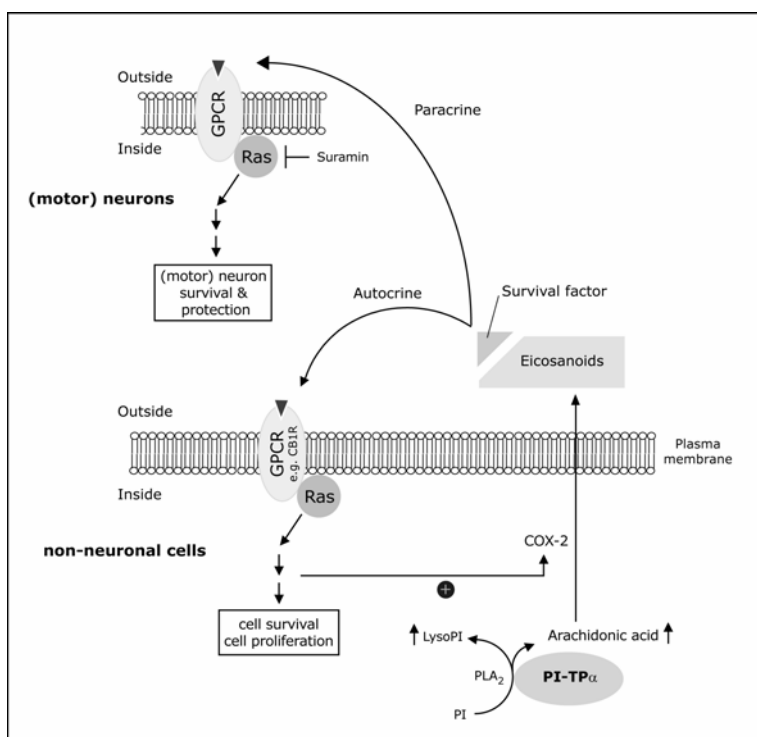 Outside
GPCR
Paracrine
Inside
Ras
Suramin
(motor) neurons
(motor) neuron
survival &
protection
Autocrine
Survival factor
Eicosanoids
Outside
GPCR
e.g. CB1R
Plasma
membrane
Inside
Ras
non-neuronal cells
COX-2
+
cell survival
cell proliferation
LysoPI
Arachidonic acid
PLA₂
PI-TPα
PI